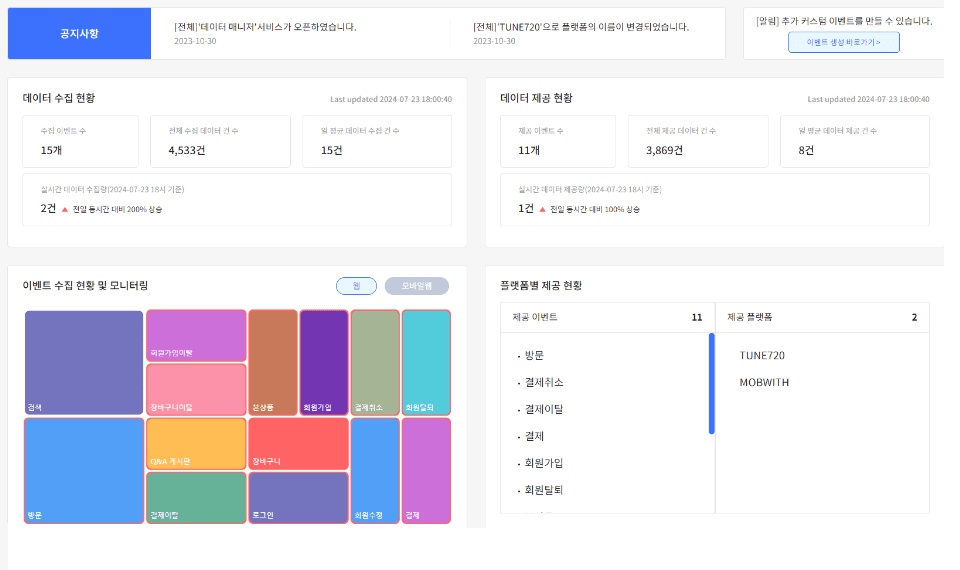 공지사항
[전체]'데이터 매니저'서비스가 오픈하였습니다.
2023-10-30
[전체]'TUNE720'으로 플랫폼의 이름이 변경되었습니다.
2023-10-30
[알림] 추가 커스텀 이벤트를 만들 수 있습니다.
이벤트 생성 바로가기 >
데이터 수집 현황
Last updated 2024-07-23 18:00:40
수집 이벤트 수
15개
전체 수집 데이터 건 수
4,533건
일 평균 데이터 수집 건 수
15건
실시간 데이터 수집량(2024-07-23 18시 기준)
2건 ▲ 전일 동시간 대비 200% 상승
데이터 제공 현황
Last updated 2024-07-23 18:00:40
제공 이벤트 수
11개
전체 제공 데이터 건 수
3,869건
일 평균 데이터 제공 건 수
8건
실시간 데이터 제공량(2024-07-23 18시 기준)
1건 ▲ 전일 동시간 대비 100% 상승
이벤트 수집 현황 및 모니터링
웹
모바일웹
검색
회원가입이탈
장바구니이탈
본상품
회원가입
결제취소
회원탈퇴
방문
Q&A 게시판
결제이탈
장바구니
로그인
회원수정
결제
플랫폼별 제공 현황
제공 이벤트 11
제공 플랫폼 2
• 방문
• 결제취소
• 결제이탈
• 결제
• 회원가입
• 회원탈퇴
TUNE720
MOBWITH